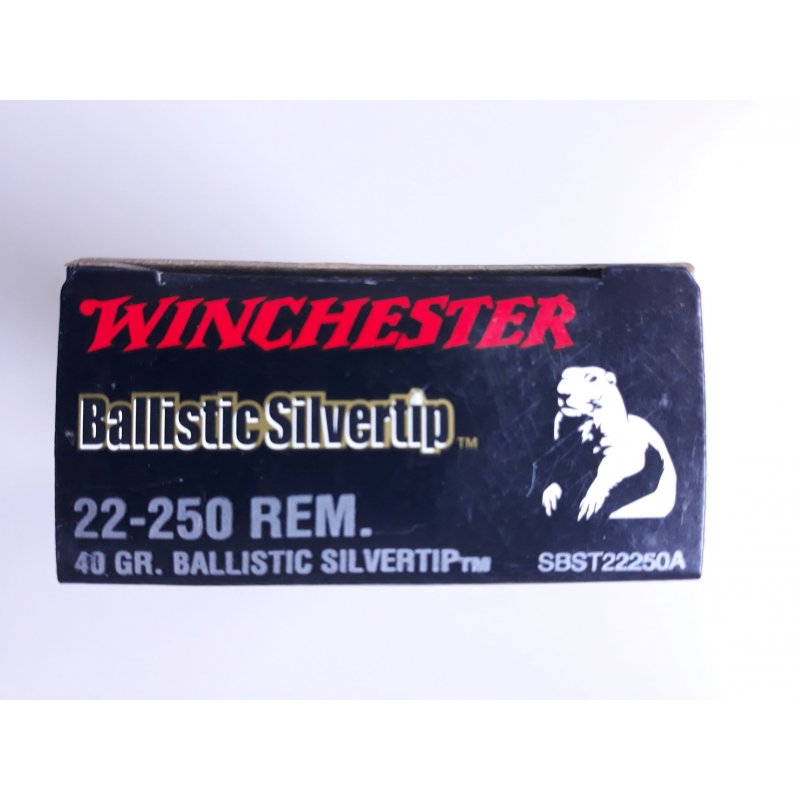 WINCHESTER
Ballistic Silvertip™
22-250 REM.
40 GR. BALLISTIC SILVERTIP™
SBST22250A